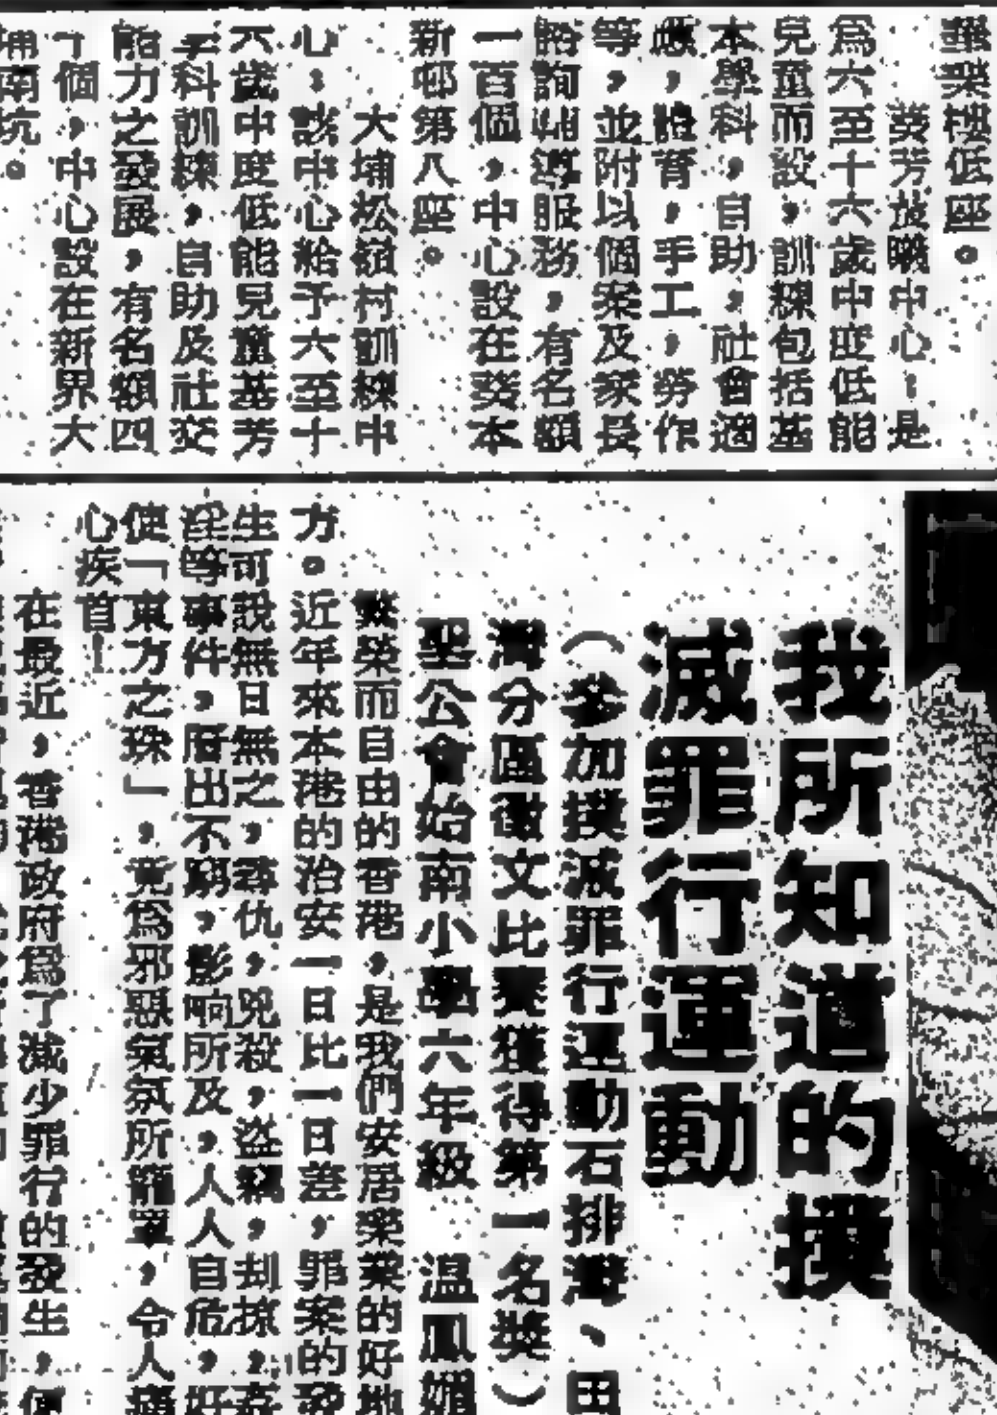 樂樓低座。
葵芳放曦中心!是
為六至十六歲中度低能
兒童而設,訓練包括基
本學科,自助,社會適
應,體育,手工,勞作
等,並附以個案及家長
諮詢輔導服務,有名額
一百個,中心設在葵本
新邨第八座。
大埔松嶺村訓練中
心,該中心給予六至十
六歲中度低能兒童基芳
學科訓練,自助及社交
能力之發展,有名額四
十個,中心設在新界大
埔南坑。
我所知道的撲
滅罪行運動
(參加撲滅罪行運動石排灣、田
灣分區徵文比賽獲得第一名獎)
聖公會始南小學六年級 温鳳媚
繁榮而自由的香港,是我們安居樂業的好地
方。近年來本港的治安一日比一日差,罪案的發
生可說無日無之,尋仇,兇殺,盜竊,刦掠,姦
淫等事件,層出不窮,影响所及,人人自危,好
使「東方之珠」,竟為邪惡氣氛所籠罩,令人痛
心疾首!
在最近,香港政府為了減少罪行的發生,便